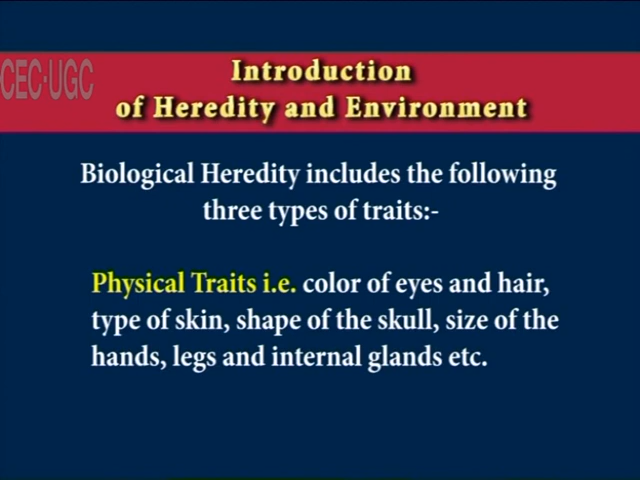 CEC-UGC
Introduction
of Heredity and Environment
Biological Heredity includes the following
three types of traits:-
Physical Traits i.e. color of eyes and hair,
type of skin, shape of the skull, size of the
hands, legs and internal glands etc.